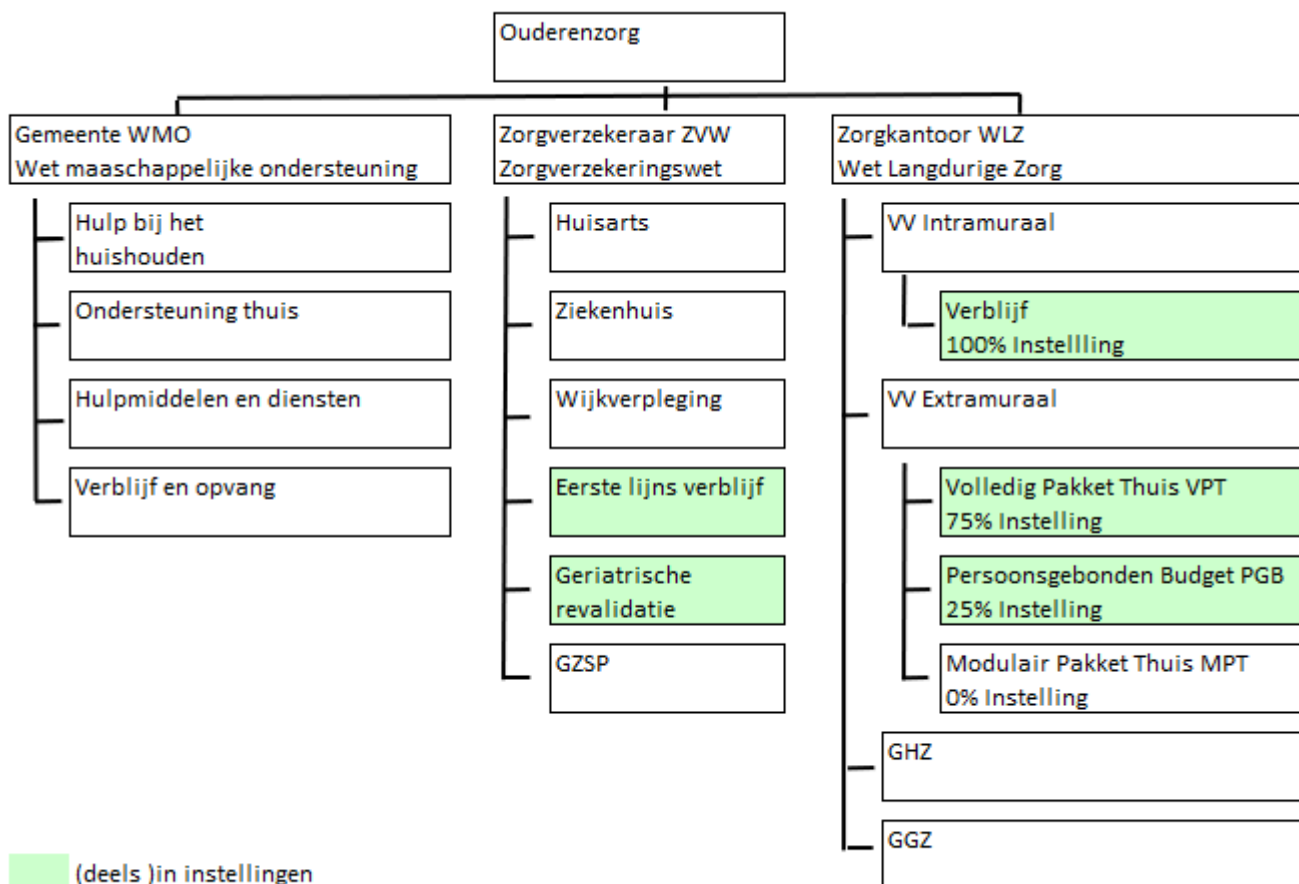 Ouderenzorg
Gemeente WMO
Wet maaschappelijke ondersteuning
Hulp bij het
huishouden
Ondersteuning thuis
Hulpmiddelen en diensten
Verblijf en opvang
Zorgverzekeraar ZVW
Zorgverzekeringswet
Huisarts
Ziekenhuis
Wijkverpleging
Eerste lijns verblijf
Geriatrische
revalidatie
GZSP
Zorgkantoor WLZ
Wet Langdurige Zorg
VV Intramuraal
Verblijf
100% Instellling
VV Extramuraal
Volledig Pakket Thuis VPT
75% Instelling
Persoonsgebonden Budget PGB
25% Instelling
Modulair Pakket Thuis MPT
0% Instelling
GHZ
GGZ
(deels )in instellingen